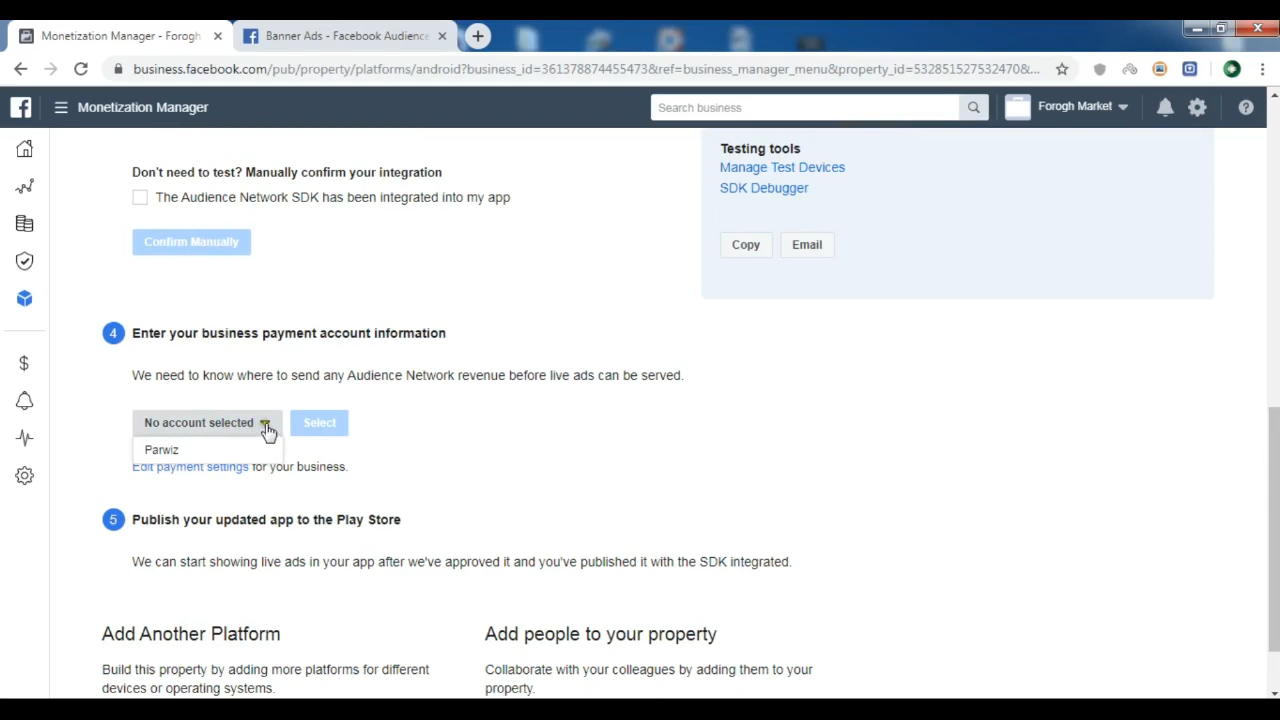 Monetization Manager - Forogh
Banner Ads - Facebook Audience
business.facebook.com/pub/property/platforms/android?business_id=361378874455473&ref=business_manager_menu&property_id=532851527532470&...
Monetization Manager
Search business
Forogh Market
Don't need to test? Manually confirm your integration
The Audience Network SDK has been integrated into my app
Confirm Manually
Testing tools
Manage Test Devices
SDK Debugger
Copy
Email
4
Enter your business payment account information
We need to know where to send any Audience Network revenue before live ads can be served.
No account selected
Select
Parwiz
Edit payment settings for your business.
5
Publish your updated app to the Play Store
We can start showing live ads in your app after we've approved it and you've published it with the SDK integrated.
Add Another Platform
Build this property by adding more platforms for different
devices or operating systems.
Add people to your property
Collaborate with your colleagues by adding them to your
property.